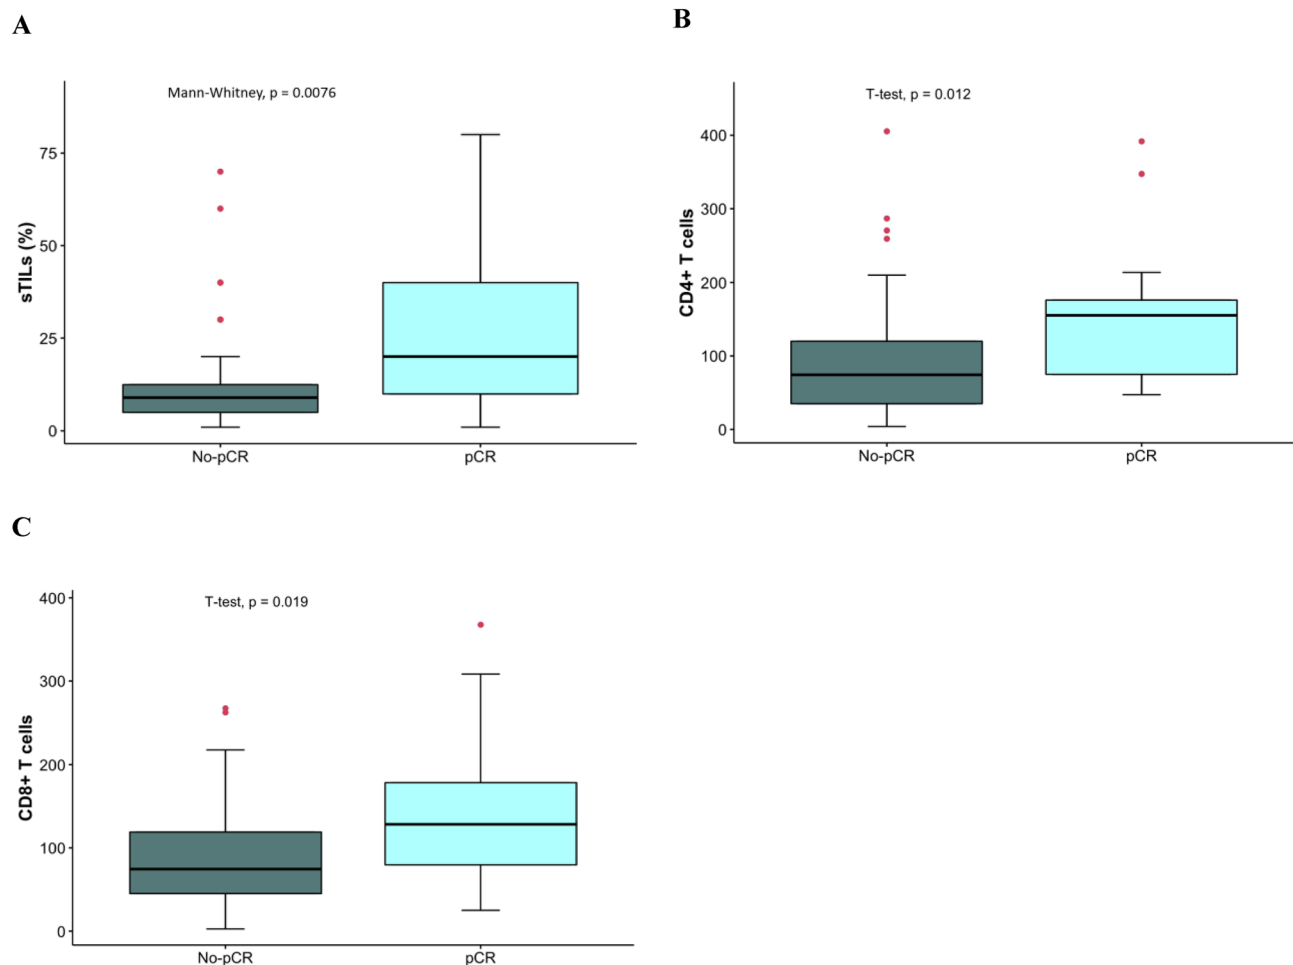 A
Mann-Whitney, p = 0.0076
75
50
25
0
sTILs (%)
No-pCR
pCR
B
T-test, p = 0.012
400
300
200
100
0
CD4+ T cells
No-pCR
pCR
C
T-test, p = 0.019
400
300
200
100
0
CD8+ T cells
No-pCR
pCR